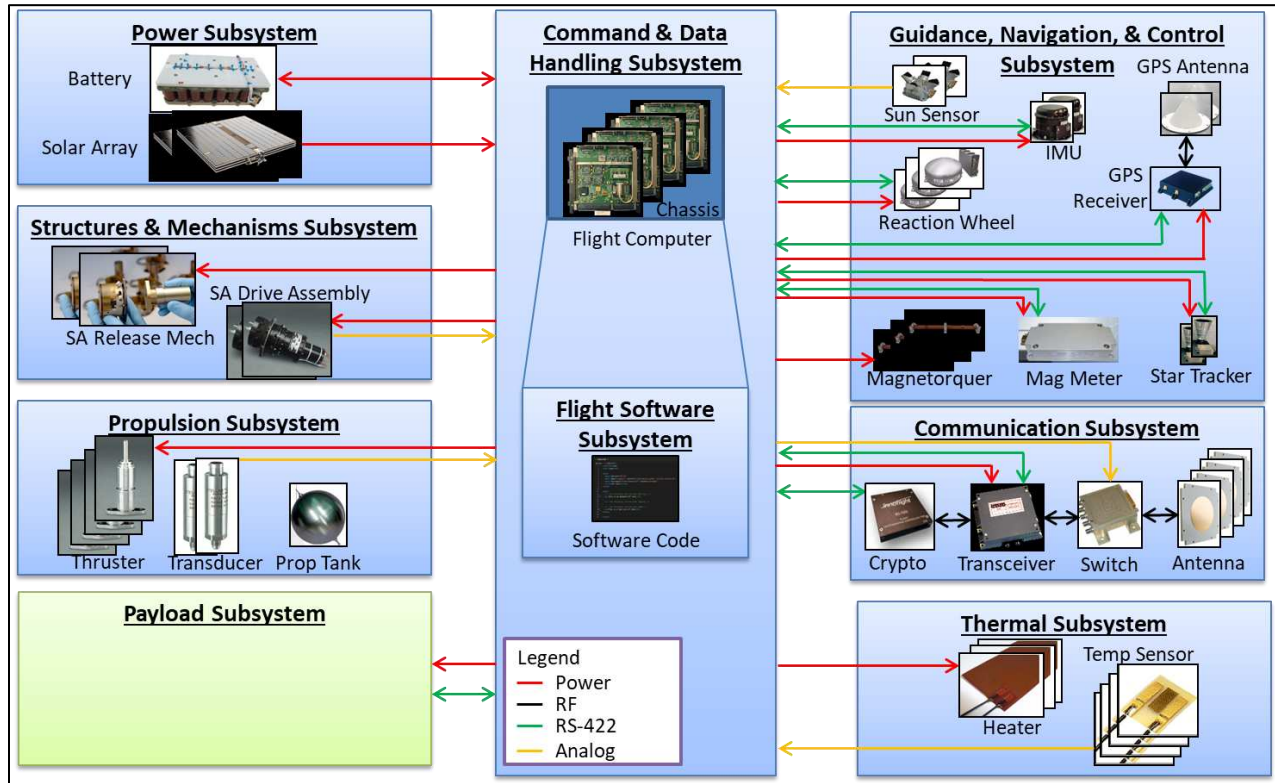 Power Subsystem
Battery
Solar Array
Structures & Mechanisms Subsystem
SA Drive Assembly
SA Release Mech
Propulsion Subsystem
Thruster
Transducer
Prop Tank
Payload Subsystem
Command & Data
Handling Subsystem
Chassis
Flight Computer
Flight Software
Subsystem
Software Code
Legend
Power
RF
RS-422
Analog
Guidance, Navigation, & Control
Subsystem
GPS Antenna
Sun Sensor
IMU
GPS
Receiver
Reaction Wheel
Magnetorquer
Mag Meter
Star Tracker
Communication Subsystem
Crypto
Transceiver
Switch
Antenna
Thermal Subsystem
Temp Sensor
Heater